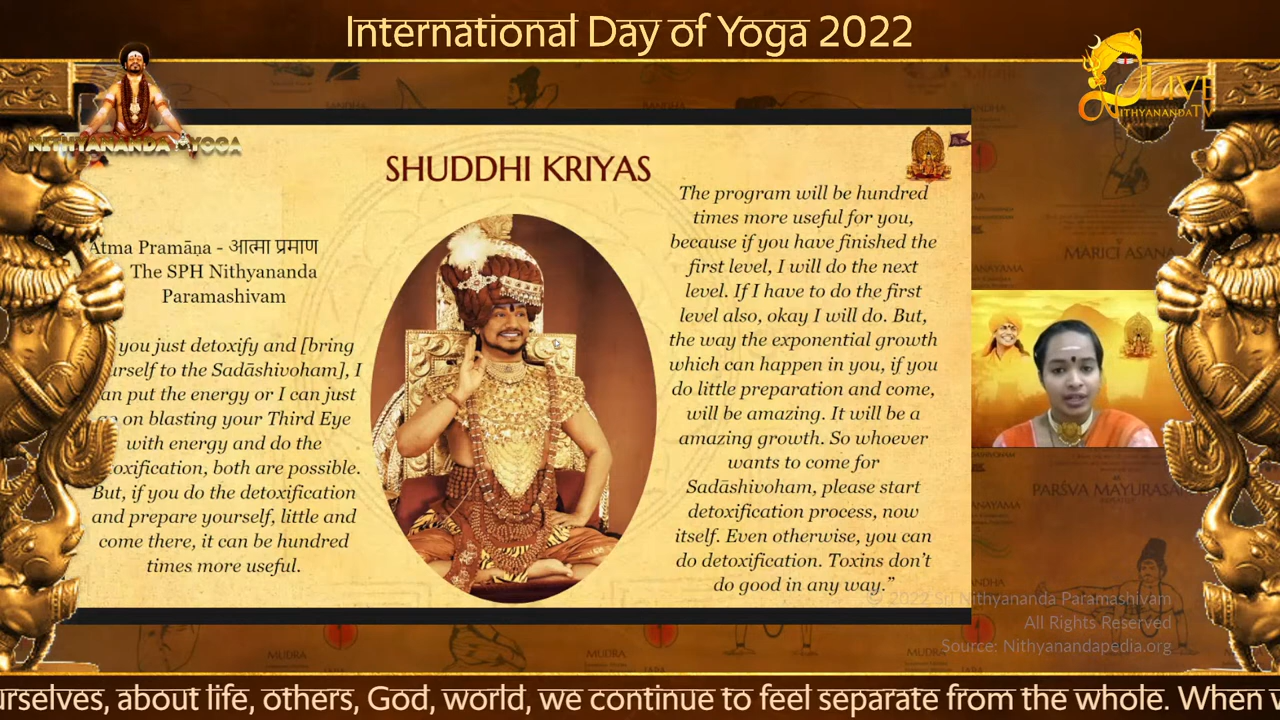 International Day of Yoga 2022
NITHYANANDA YOGA
LIVE
NITHYANANDA TV
SHUDDHI KRIYAS
Atma Pramāṇa - आत्मा प्रमाण
The SPH Nithyananda
Paramashivam
you just detoxify and [bring
urself to the Sadāshivoham], I
an put the energy or I can just
on blasting your Third Eye
with energy and do the
oxification, both are possible.
But, if you do the detoxification
and prepare yourself, little and
come there, it can be hundred
times more useful.
The program will be hundred
times more useful for you,
because if you have finished the
first level, I will do the next
level. If I have to do the first
level also, okay I will do. But,
the way the exponential growth
which can happen in you, if you
do little preparation and come,
will be amazing. It will be a
amazing growth. So whoever
wants to come for
Sadāshivoham, please start
detoxification process, now
itself. Even otherwise, you can
do detoxification. Toxins don't
do good in any way.”
MARICI ASANA
PARŚVA MAYURASA
© 2022 Sri Nithyananda Paramashivam
All Rights Reserved
Source: Nithyanandapedia.org
MUDRA
MUDRA
urselves, about life, others, God, world, we continue to feel separate from the whole. When